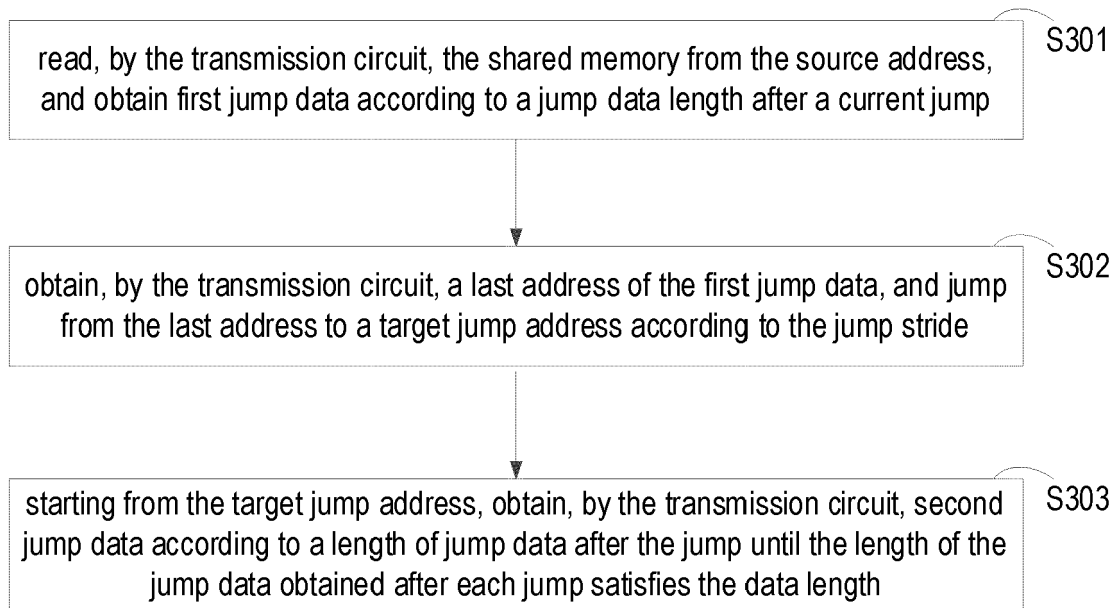 S301
read, by the transmission circuit, the shared memory from the source address,
and obtain first jump data according to a jump data length after a current jump
S302
obtain, by the transmission circuit, a last address of the first jump data, and jump
from the last address to a target jump address according to the jump stride
S303
starting from the target jump address, obtain, by the transmission circuit, second
jump data according to a length of jump data after the jump until the length of the
jump data obtained after each jump satisfies the data length